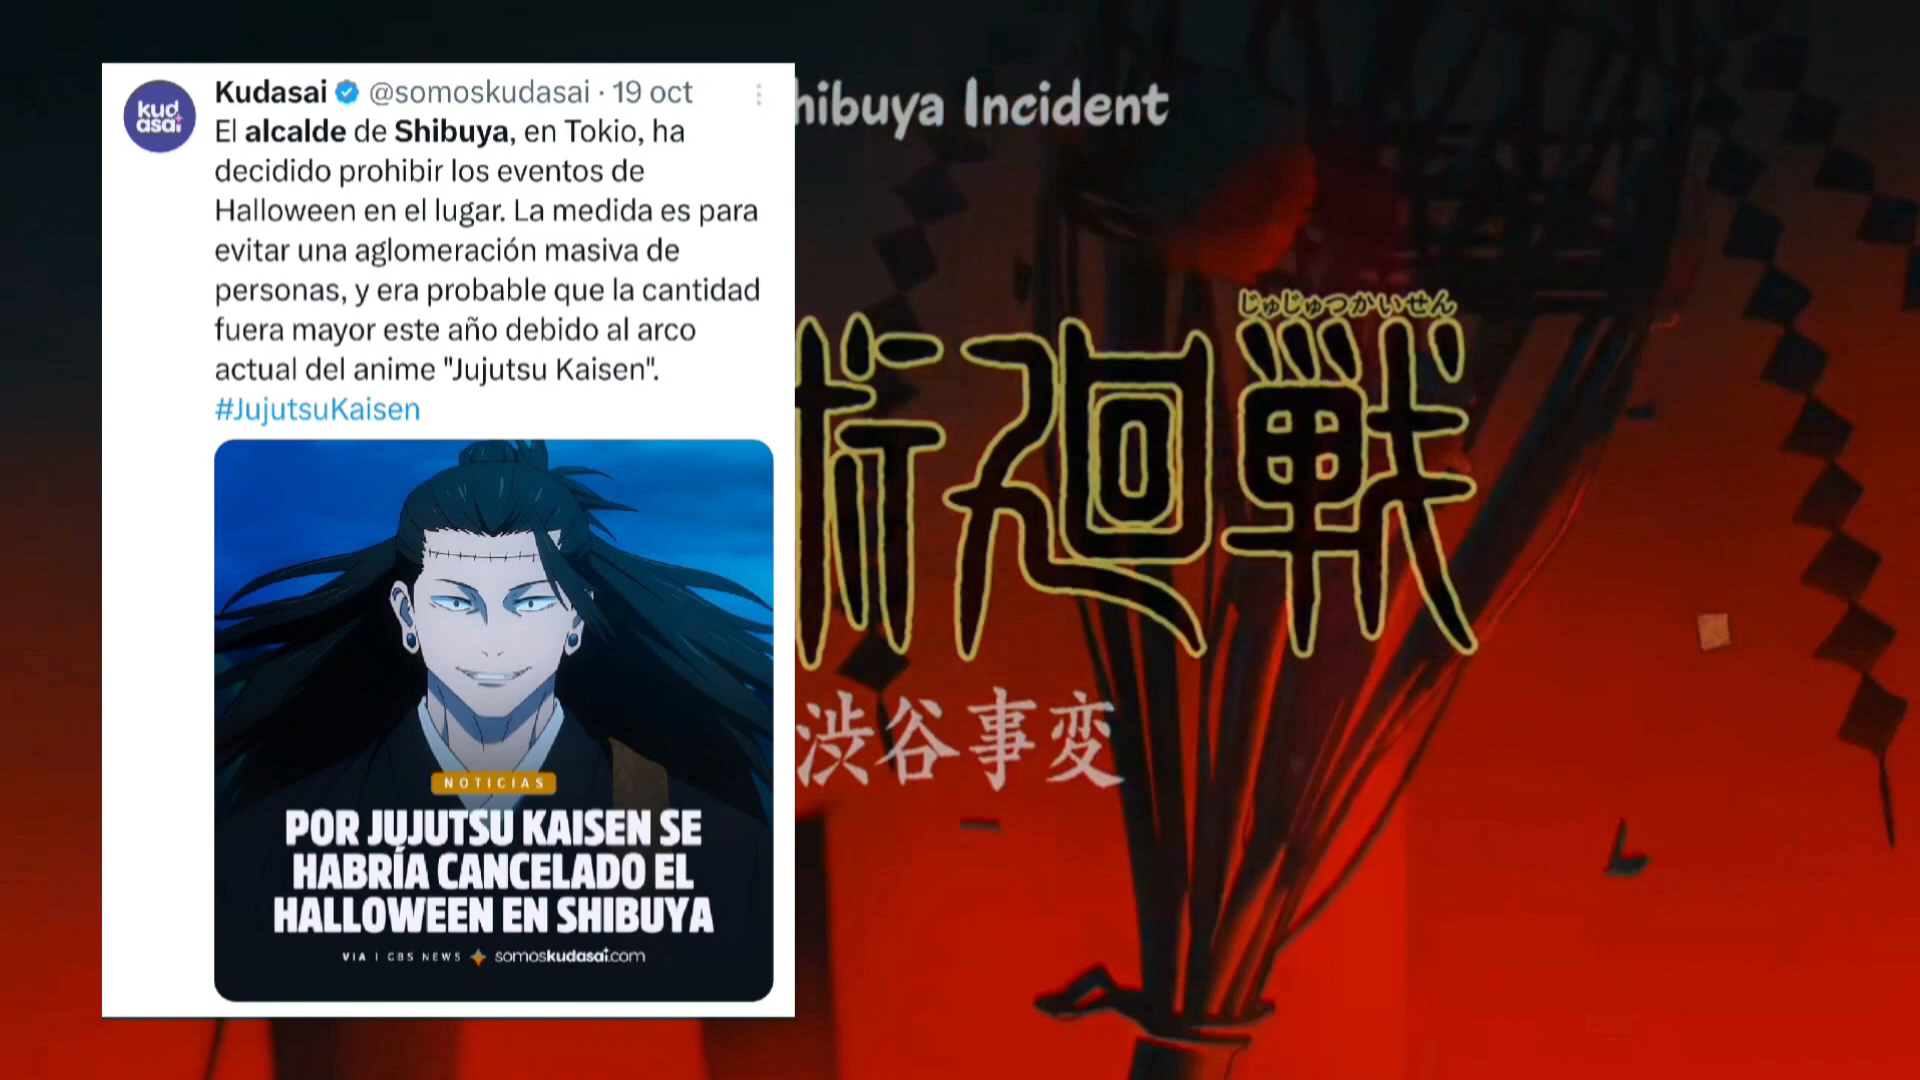 kud
asai
Kudasai @somoskudasai · 19 oct
El alcalde de Shibuya, en Tokio, ha
decidido prohibir los eventos de
Halloween en el lugar. La medida es para
evitar una aglomeración masiva de
personas, y era probable que la cantidad
fuera mayor este año debido al arco
actual del anime "Jujutsu Kaisen".
#JujutsuKaisen
NOTICIAS
POR JUJUTSU KAISEN SE
HABRÍA CANCELADO EL
HALLOWEEN EN SHIBUYA
VIA | CBS NEWS somoskudasai.com
hibuya Incident
じゅじゅつかいせん
術廻戦
渋谷事変